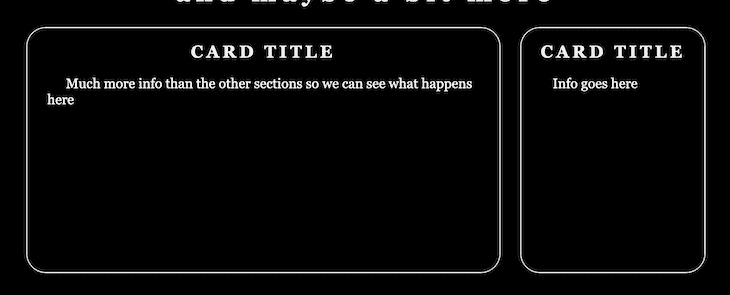 and maybe a bit more
CARD TITLE
Much more info than the other sections so we can see what happens
here
CARD TITLE
Info goes here